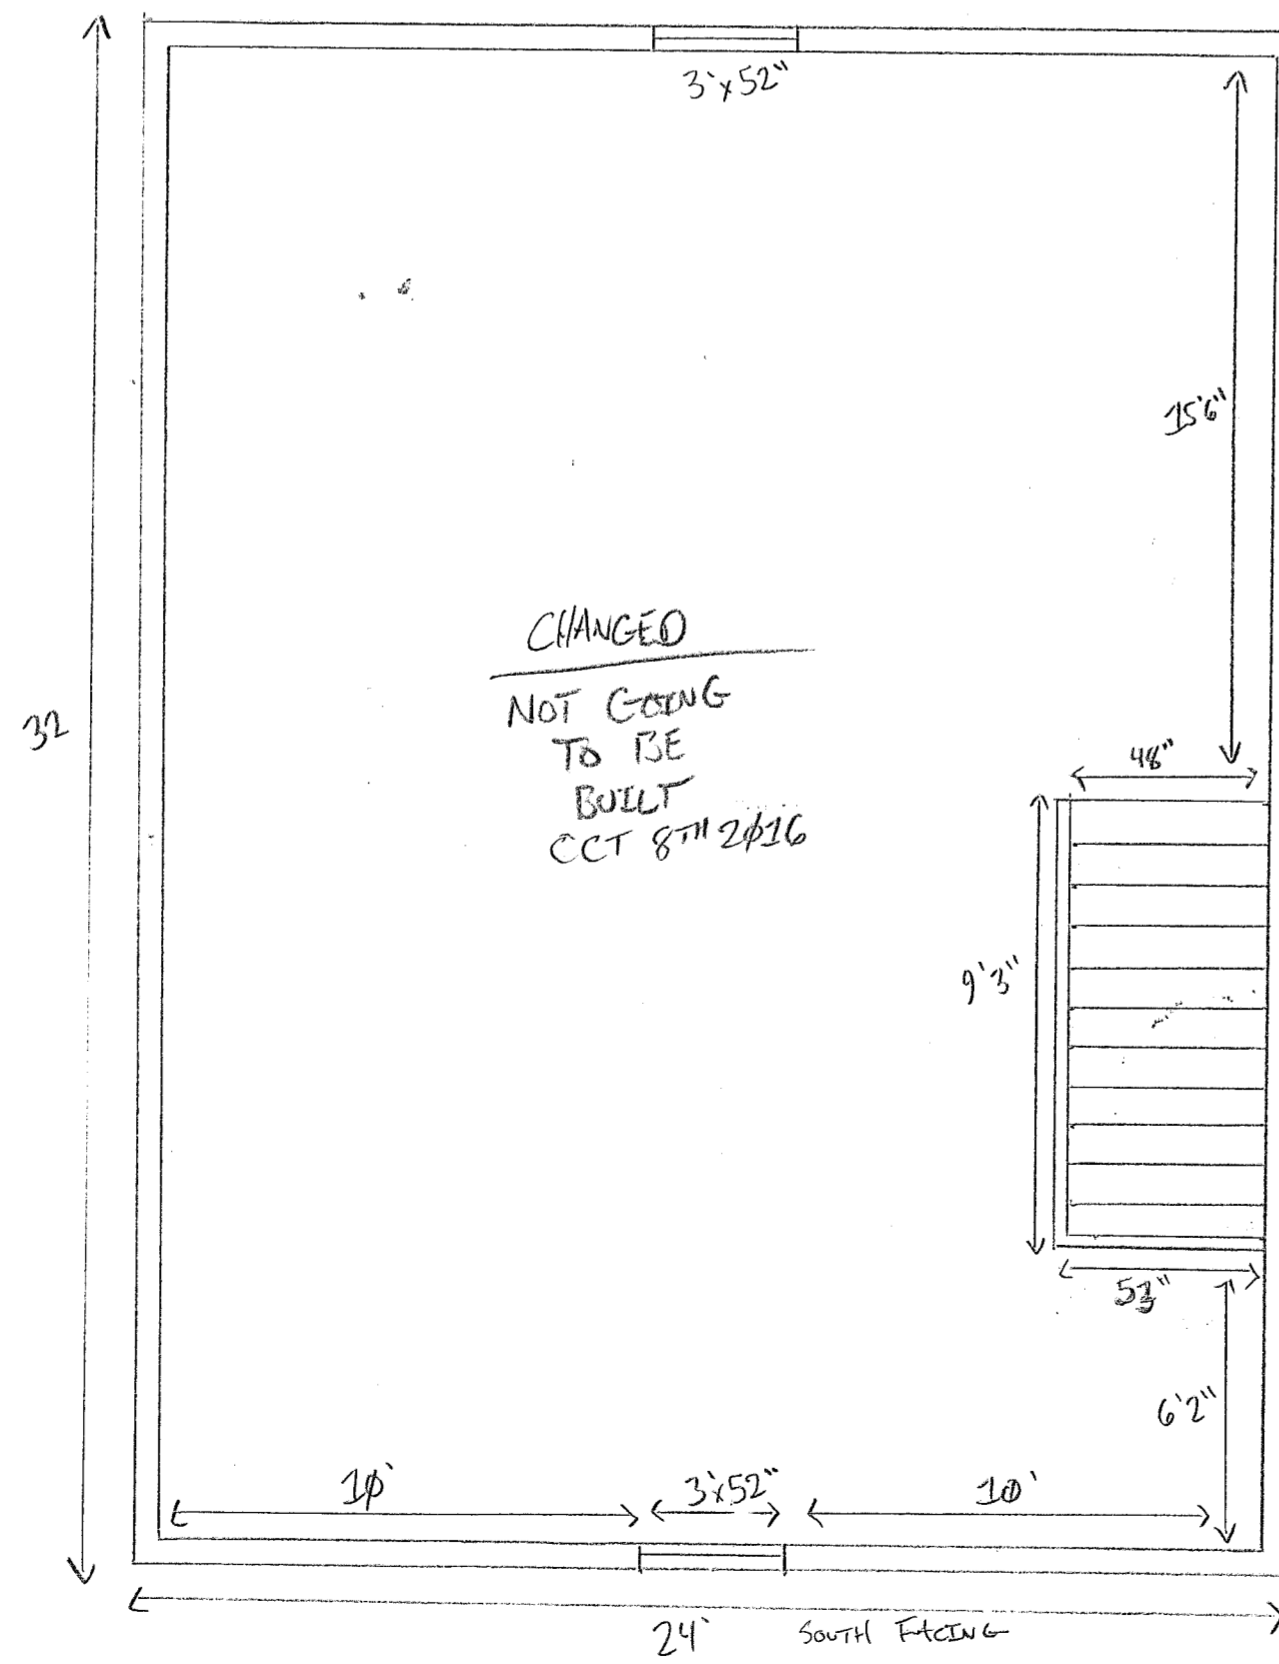 3'x52"
15'6"
CHANGED
NOT GOING
TO BE
BUILT
OCT 8TH 2016
32
48"
9'3"
6'2"
10'
3'x52"
10'
24'
SOUTH FACING